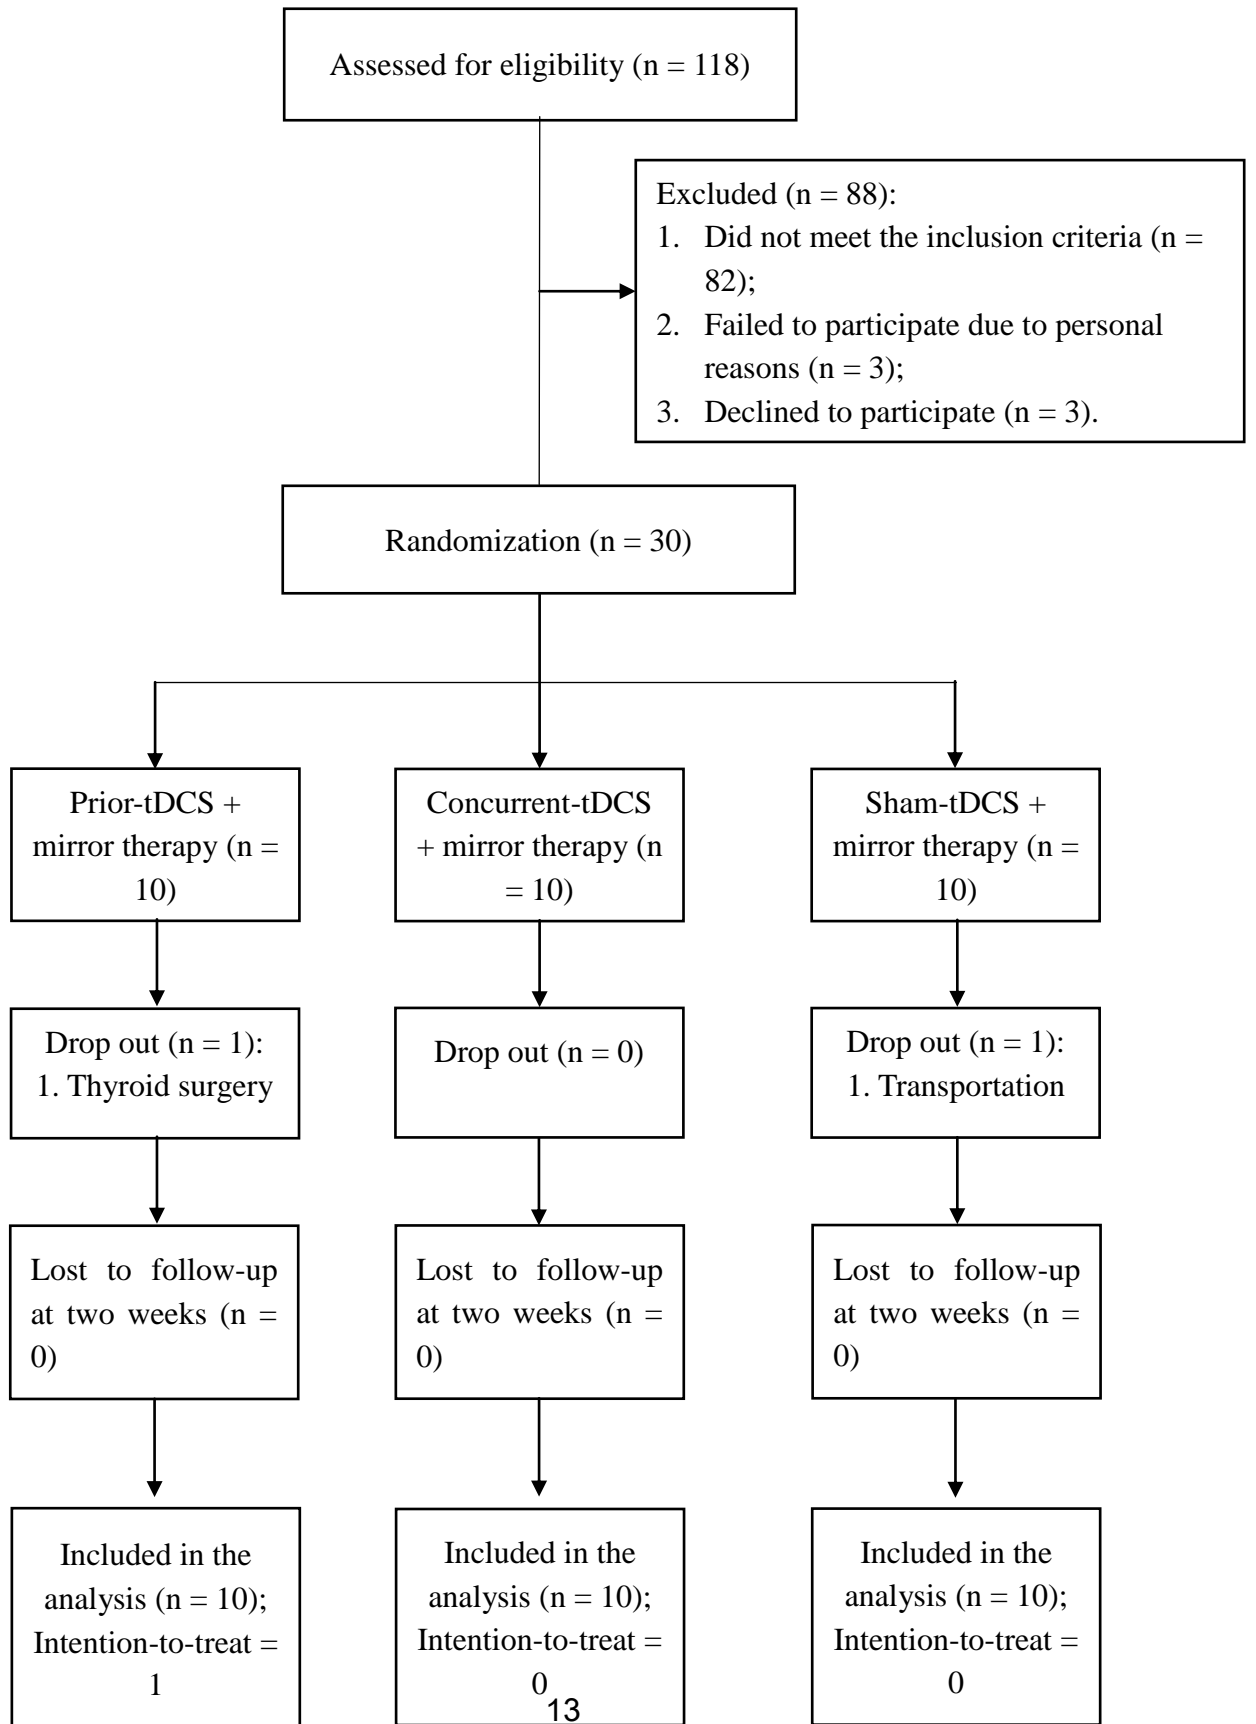 Assessed for eligibility (n = 118)
Excluded (n = 88):
1. Did not meet the inclusion criteria (n =
82);
2. Failed to participate due to personal
reasons (n = 3);
3. Declined to participate (n = 3).
Randomization (n = 30)
Prior-tDCS +
mirror therapy (n =
10)
Concurrent-tDCS
+ mirror therapy (n
= 10)
Sham-tDCS +
mirror therapy (n =
10)
Drop out (n = 1):
1. Thyroid surgery
Drop out (n = 0)
Drop out (n = 1):
1. Transportation
Lost to follow-up
at two weeks (n =
0)
Lost to follow-up
at two weeks (n =
0)
Lost to follow-up
at two weeks (n =
0)
Included in the
analysis (n = 10);
Intention-to-treat =
1
Included in the
analysis (n = 10);
Intention-to-treat =
0
Included in the
analysis (n = 10);
Intention-to-treat =
0
13